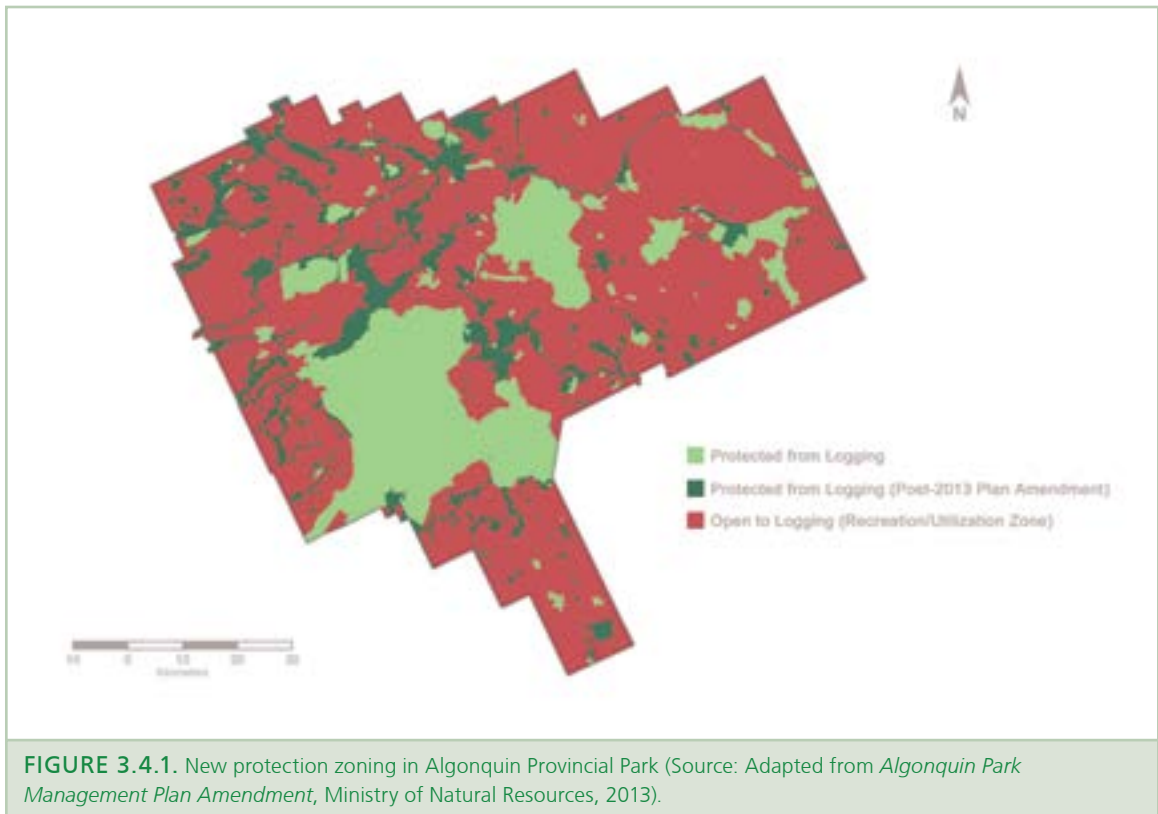 N
Protected from Logging
Protected from Logging (Post-2013 Plan Amendment)
Open to Logging (Recreation/Utilization Zone)
Kilometers
FIGURE 3.4.1. New protection zoning in Algonquin Provincial Park (Source: Adapted from Algonquin Park
Management Plan Amendment, Ministry of Natural Resources, 2013).